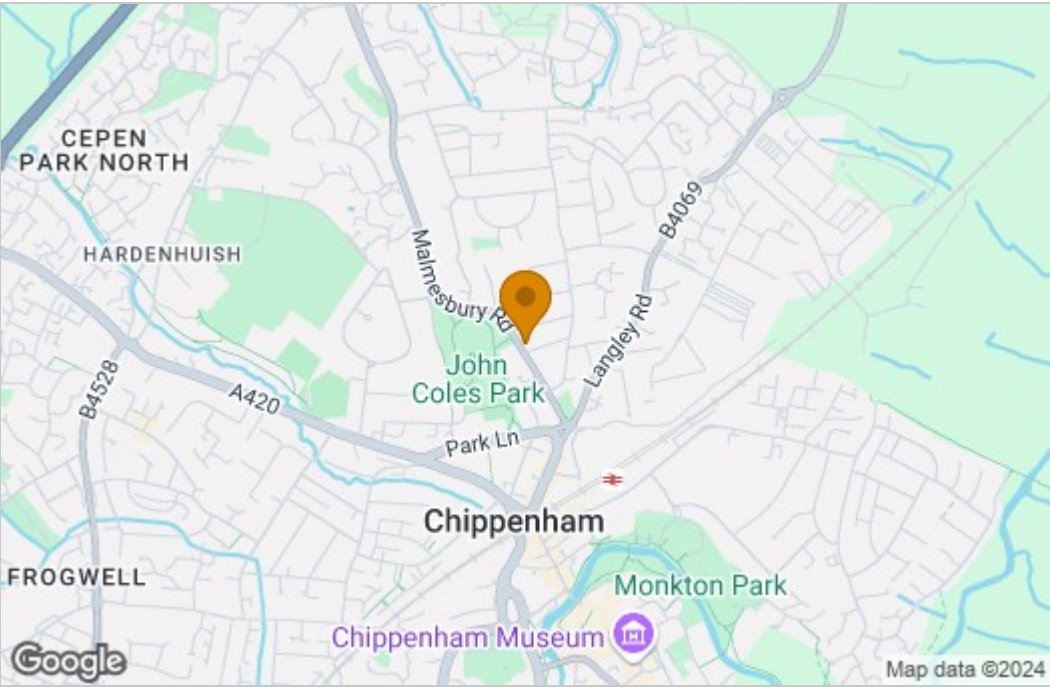 CEPEN
PARK NORTH
HARDENHUISH
B4069
Malmesbury Rd
Langley Rd
John
Coles Park
B4528
A420
Park Ln
Chippenham
FROGWELL
Monkton Park
Chippenham Museum
Google
Map data ©2024